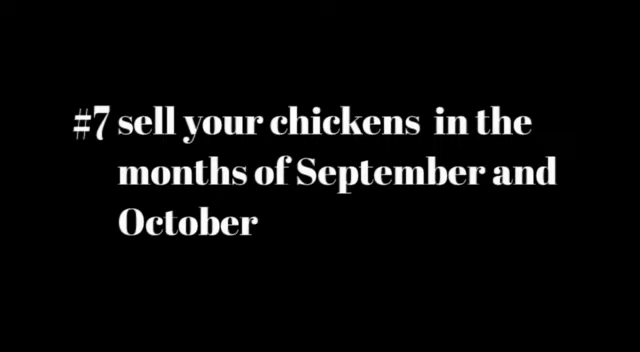 #7 sell your chickens in the
months of September and
October